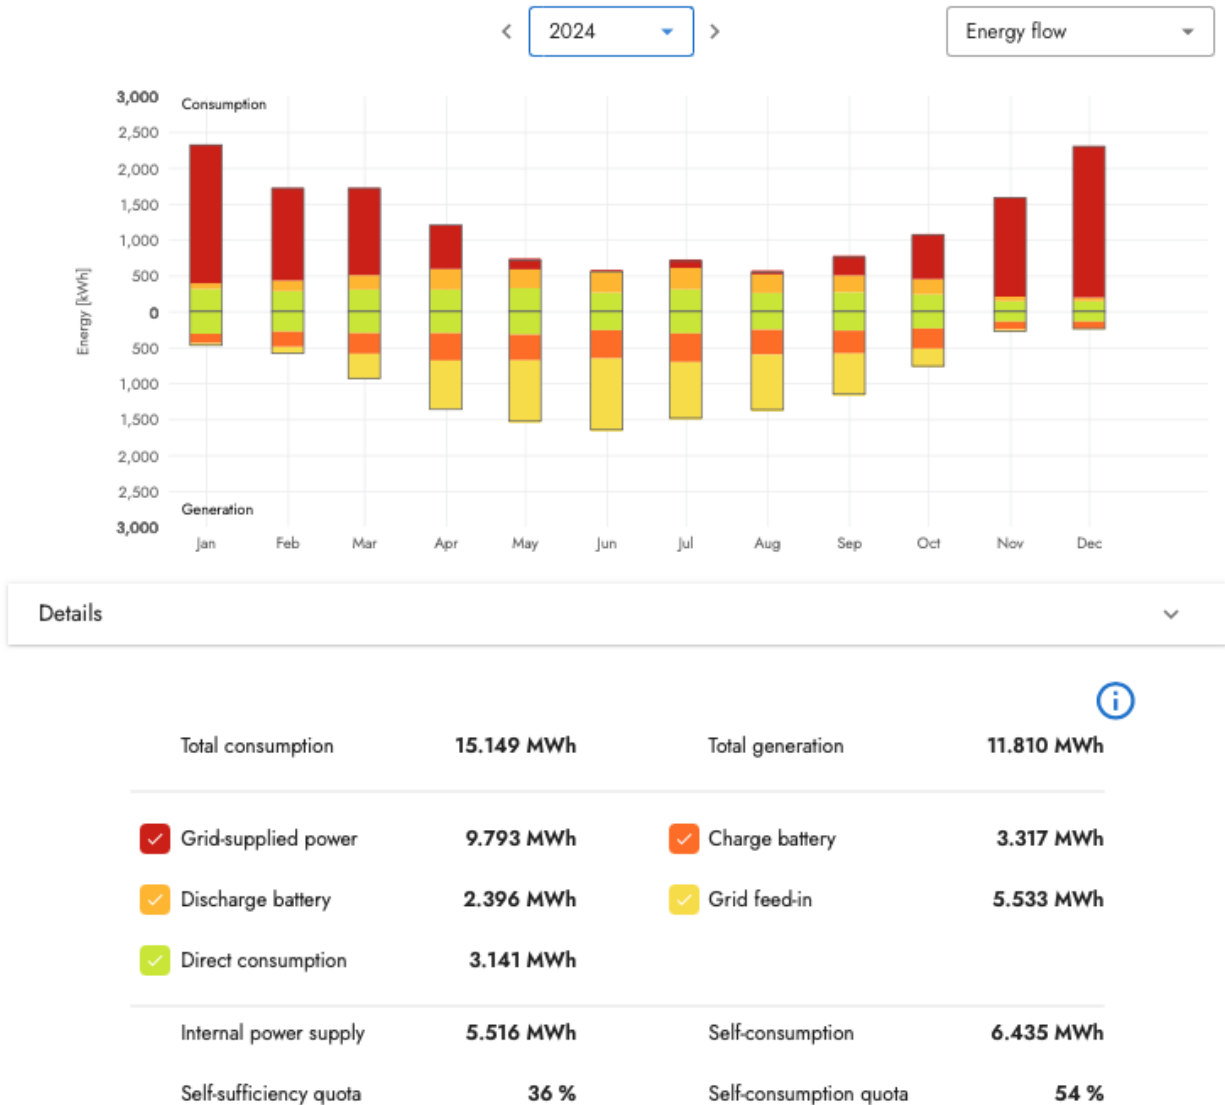 2024
Energy flow
3,000
Consumption
2,500
2,000
1,500
1,000
500
0
500
1,000
1,500
2,000
2,500
3,000
Energy [kWh]
Generation
Jan Feb Mar Apr May Jun Jul Aug Sep Oct Nov Dec
Details
Total consumption 15.149 MWh Total generation 11.810 MWh
Grid-supplied power 9.793 MWh Charge battery 3.317 MWh
Discharge battery 2.396 MWh Grid feed-in 5.533 MWh
Direct consumption 3.141 MWh
Internal power supply 5.516 MWh Self-consumption 6.435 MWh
Self-sufficiency quota 36 % Self-consumption quota 54 %